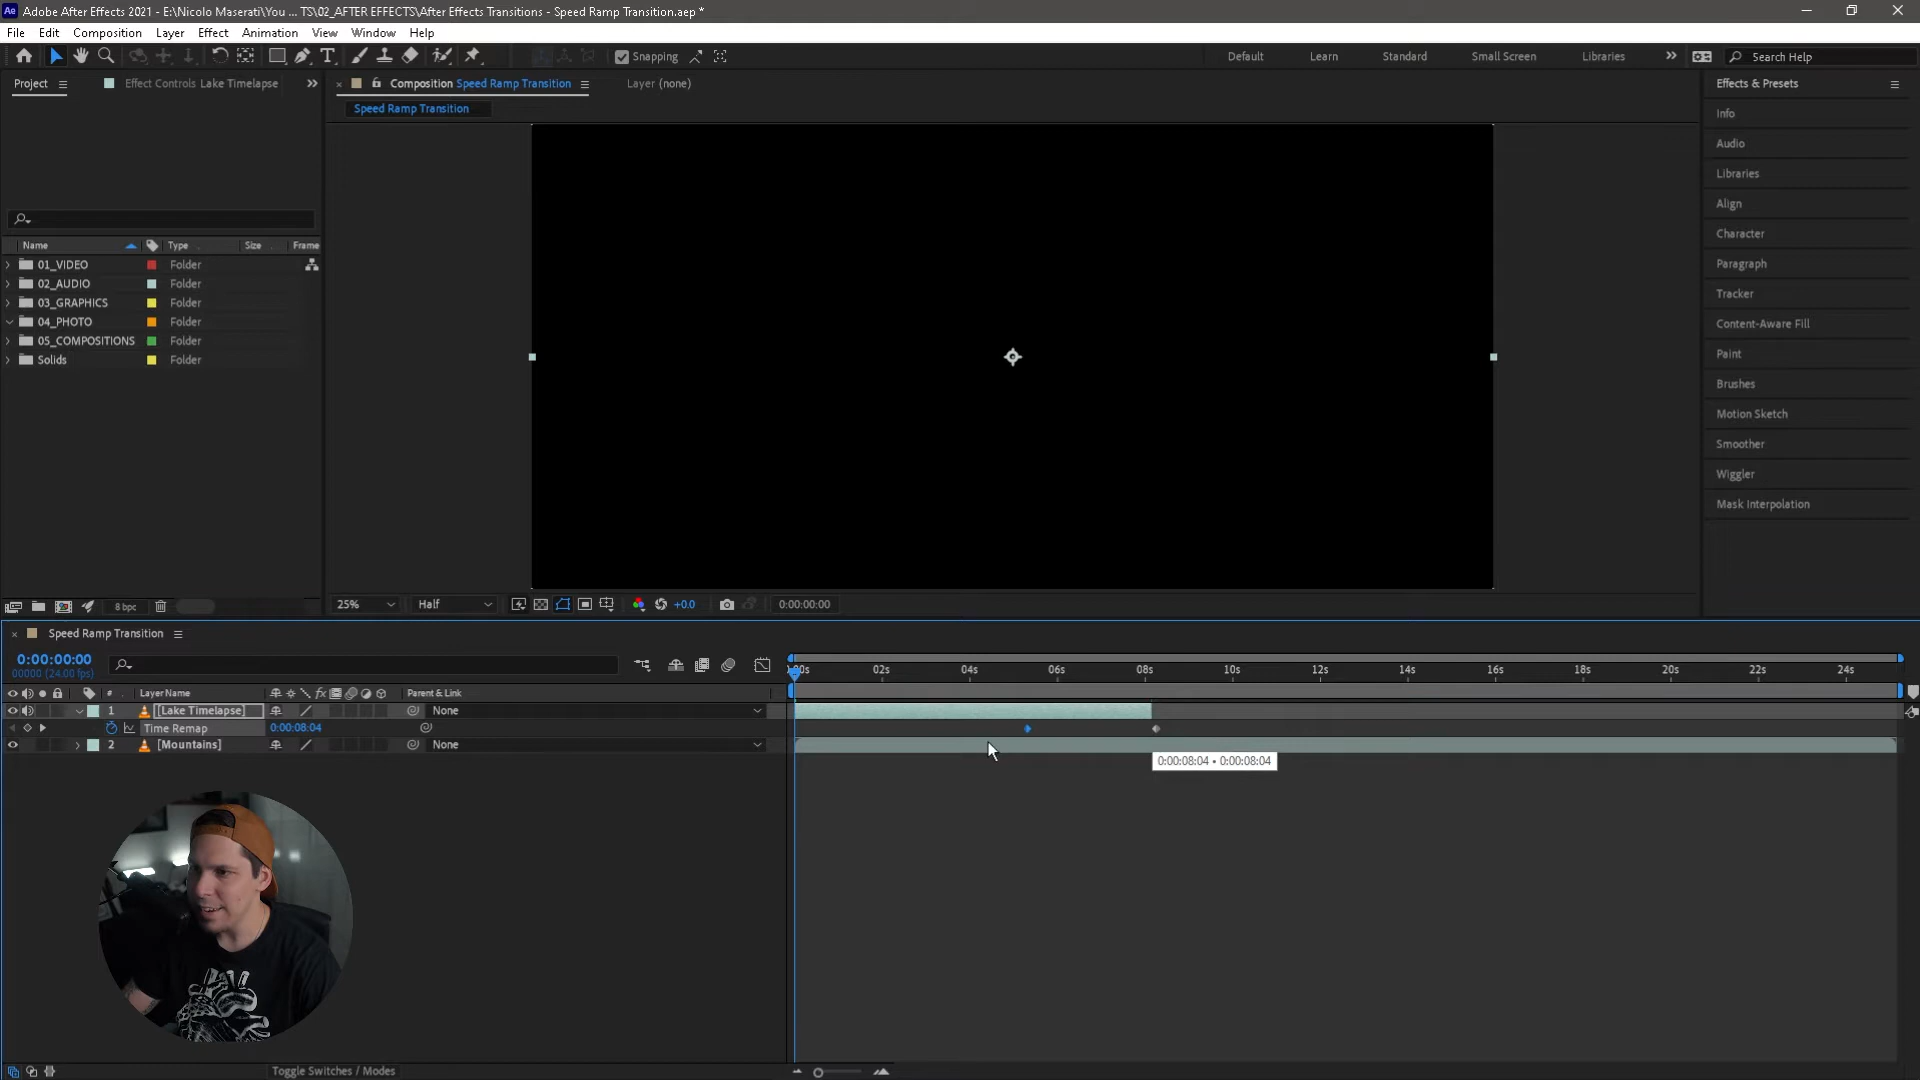 Ae Adobe After Effects 2021 - E:\Nicolo Maserati\You ... TS\02_AFTER EFFECTS\After Effects Transitions - Speed Ramp Transition.aep *
File Edit Composition Layer Effect Animation View Window Help
Snapping Default Learn Standard Small Screen Libraries Search Help
Project Effect Controls Lake Timelapse Composition Speed Ramp Transition Layer (none) Effects & Presets
Speed Ramp Transition
Info
Audio
Libraries
Align
Character
Paragraph
Tracker
Content-Aware Fill
Paint
Brushes
Motion Sketch
Smoother
Wiggler
Mask Interpolation
Name Type Size Frame
01_VIDEO Folder
02_AUDIO Folder
03_GRAPHICS Folder
04_PHOTO Folder
05_COMPOSITIONS Folder
Solids Folder
8 bpc 25% Half +0.0 0:00:00:00
Speed Ramp Transition
0:00:00:00
00000 (24.00 fps)
02s 04s 06s 08s 10s 12s 14s 16s 18s 20s 22s 24s
# Layer Name fx Parent & Link
1 [Lake Timelapse] None
Time Remap 0:00:08:04
2 [Mountains] None
0:00:08:04 • 0:00:08:04
Toggle Switches / Modes